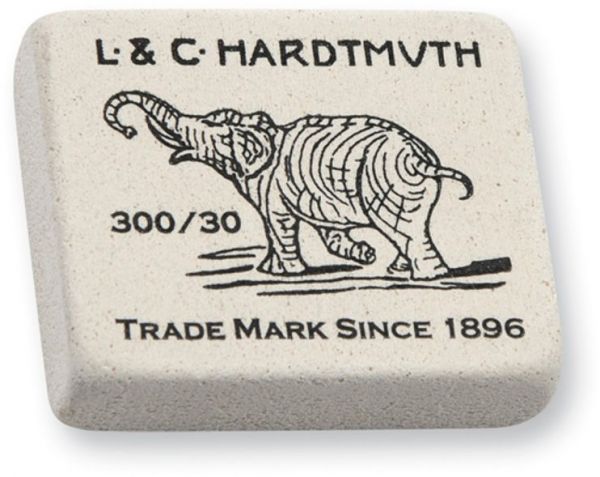 L. & C. HARDTMVTH
300/30
TRADE MARK SINCE 1896